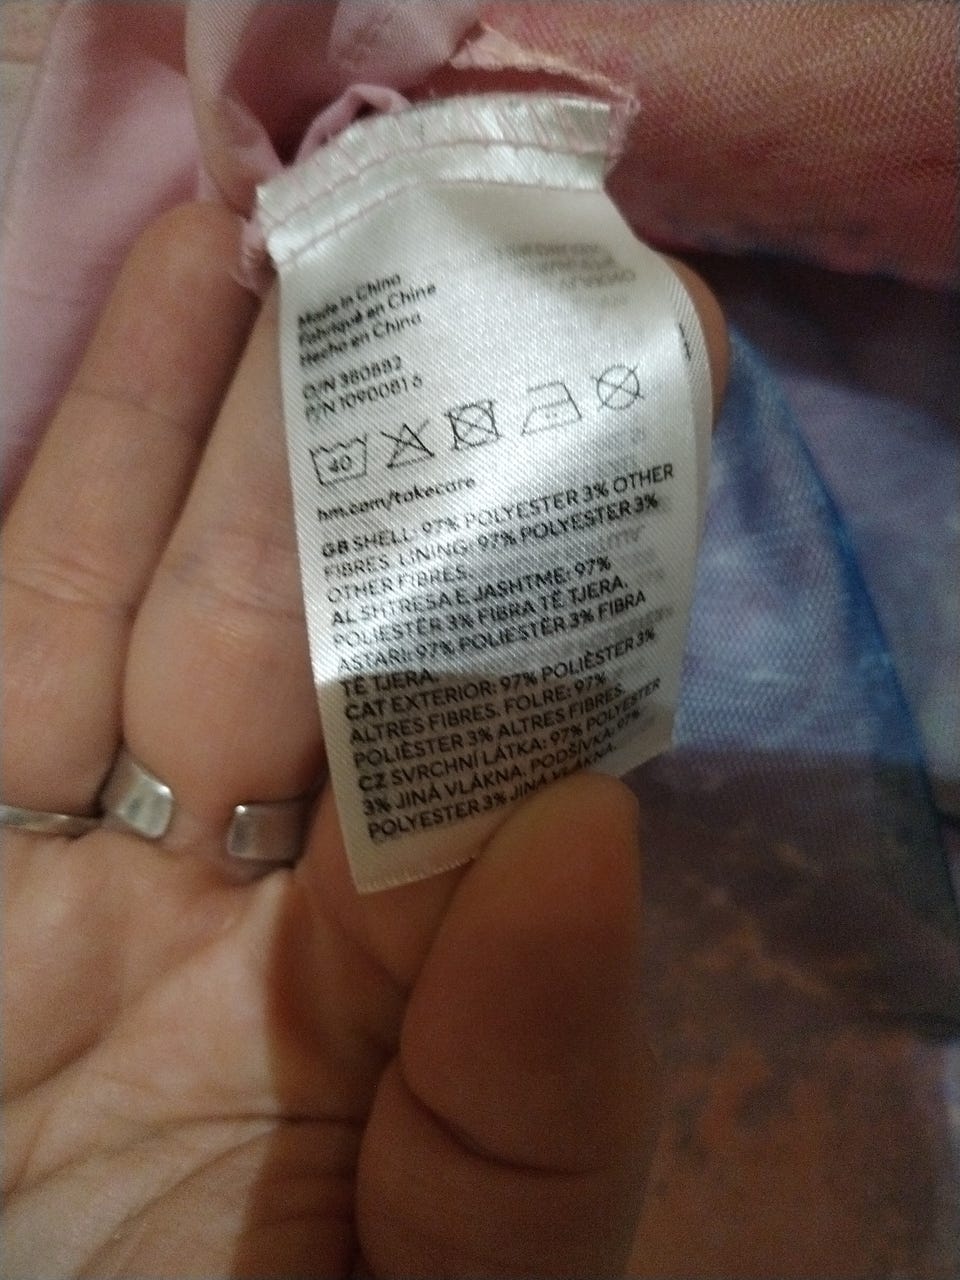 Made in China
Fabriqué en Chine
Hecho en China
O/N 380882
P/N 1090081 6
40
hm.com/takecare
GB SHELL: 97% POLYESTER 3% OTHER
FIBRES. LINING: 97% POLYESTER 3%
OTHER FIBRES.
AL SHTRESA E JASHTME: 97%
POLIESTËR 3% FIBRA TË TJERA.
ASTARI: 97% POLIESTËR 3% FIBRA
TË TJERA.
CAT EXTERIOR: 97% POLIÈSTER 3%
ALTRES FIBRES. FOLRE: 97%
POLIÈSTER 3% ALTRES FIBRES.
CZ SVRCHNÍ LÁTKA: 97% POLYESTER
3% JINÁ VLÁKNA. PODŠÍVKA: 97%
POLYESTER 3% JINÁ VLÁKNA.